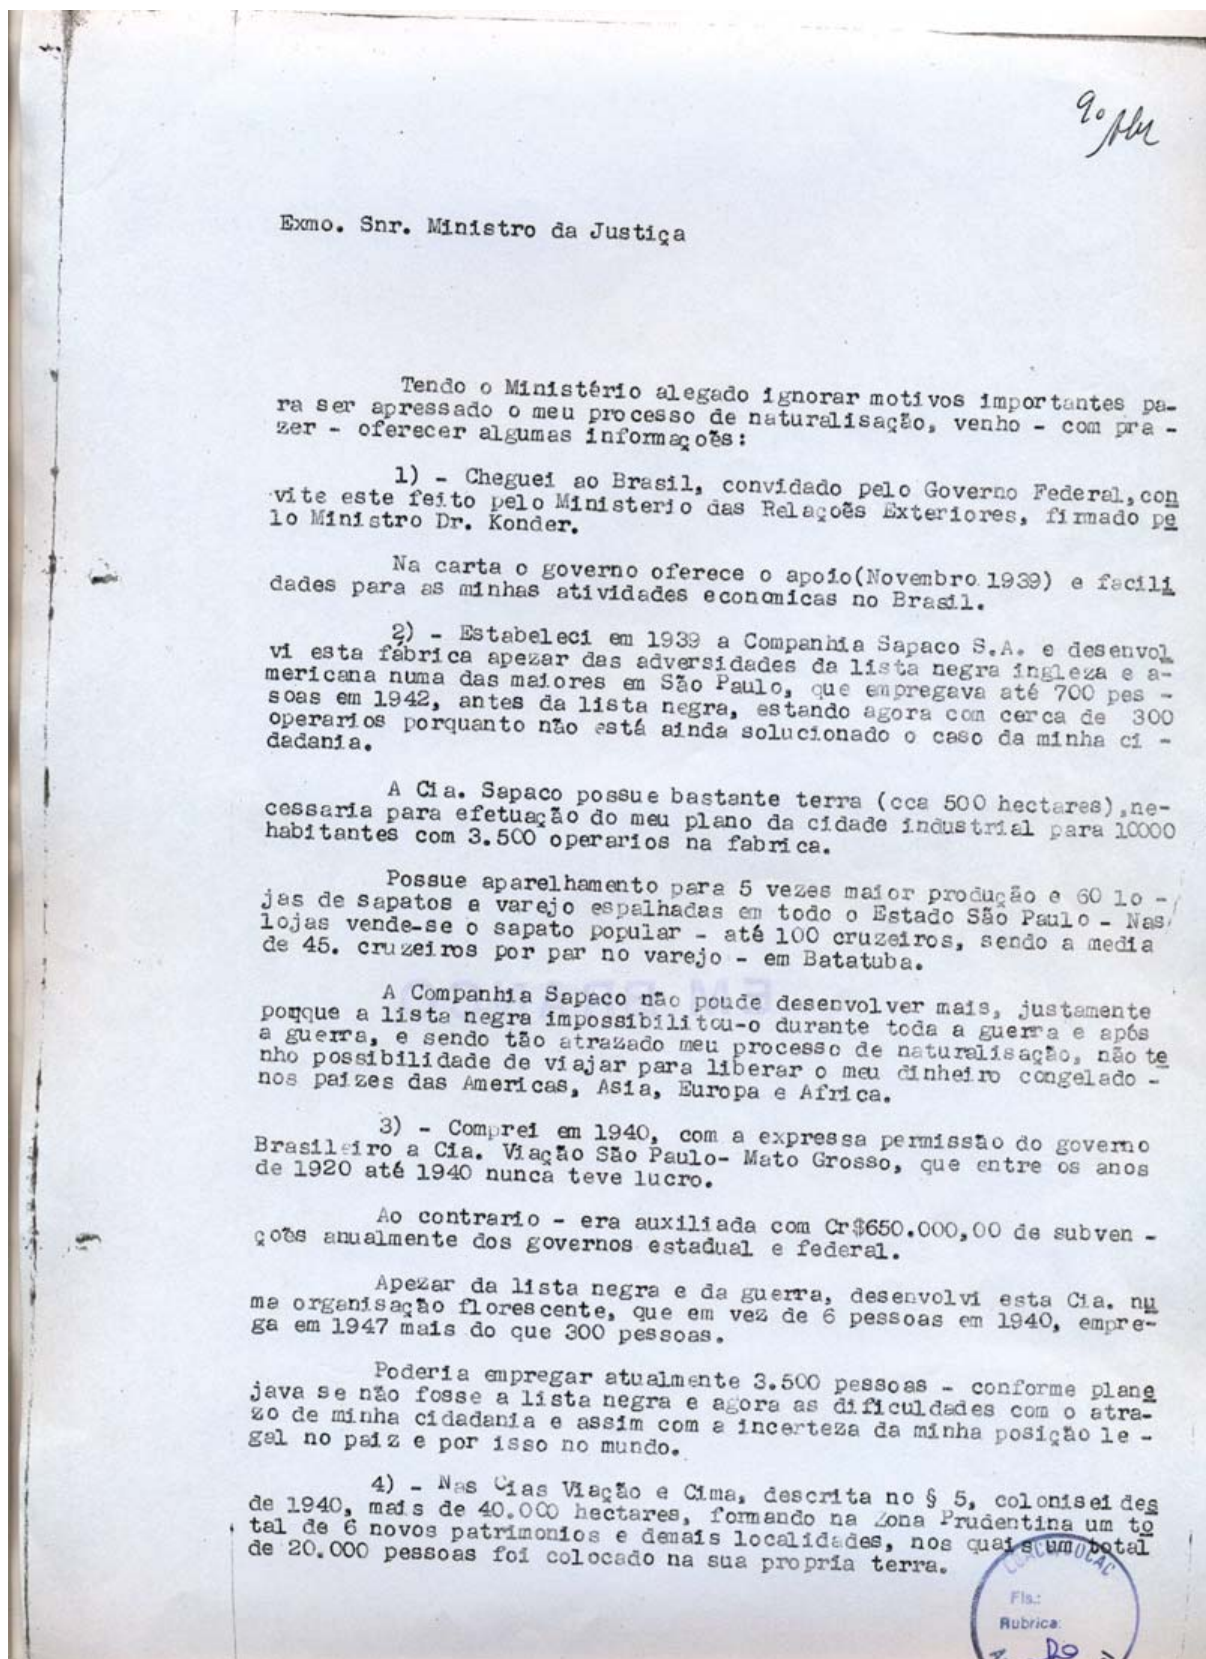 9º
Exmo. Snr. Ministro da Justiça
Tendo o Ministério alegado ignorar motivos importantes pa-
ra ser apressado o meu processo de naturalisação, venho - com pra -
zer - oferecer algumas informaçoẽs:
1) - Cheguei ao Brasil, convidado pelo Governo Federal, con
vite este feito pelo Ministerio das Relaçoẽs Exteriores, firmado pe
lo Ministro Dr. Konder.
Na carta o governo oferece o apoio(Novembro 1939) e facili
dades para as minhas atividades economicas no Brasil.
2) - Estabeleci em 1939 a Companhia Sapaco S.A. e desenvol
vi esta fábrica apezar das adversidades da lista negra ingleza e a-
mericana numa das maiores em São Paulo, que empregava até 700 pes -
soas em 1942, antes da lista negra, estando agora com cerca de 300
operarios porquanto não está ainda solucionado o caso da minha ci -
dadania.
A Cia. Sapaco possue bastante terra (cca 500 hectares),ne-
cessaria para efetuação do meu plano da cidade industrial para 10000
habitantes com 3.500 operarios na fabrica.
Possue aparelhamento para 5 vezes maior produção e 60 lo -
jas de sapatos e varejo espalhadas em todo o Estado São Paulo - Nas
lojas vende-se o sapato popular - até 100 cruzeiros, sendo a media
de 45. cruzeiros por par no varejo - em Batatuba.
A Companhia Sapaco não poude desenvolver mais, justamente
porque a lista negra impossibilitou-o durante toda a guerra e após
a guerra, e sendo tão atrazado meu processo de naturalisação, não te
nho possibilidade de viajar para liberar o meu dinheiro congelado -
nos paizes das Americas, Asia, Europa e Africa.
3) - Comprei em 1940, com a expressa permissão do governo
Brasileiro a Cia. Viação São Paulo- Mato Grosso, que entre os anos
de 1920 até 1940 nunca teve lucro.
Ao contrario - era auxiliada com Cr$650.000,00 de subven -
çoẽs anualmente dos governos estadual e federal.
Apezar da lista negra e da guerra, desenvolvi esta Cia. nu
ma organisação florescente, que em vez de 6 pessoas em 1940, empre-
ga em 1947 mais do que 300 pessoas.
Poderia empregar atualmente 3.500 pessoas - conforme plane
java se não fosse a lista negra e agora as dificuldades com o atra-
zo de minha cidadania e assim com a incerteza da minha posição le -
gal no paiz e por isso no mundo.
4) - Nas Cias Viação e Cima, descrita no § 5, colonisei des
de 1940, mais de 40.000 hectares, formando na Zona Prudentina um to
tal de 6 novos patrimonios e demais localidades, nos quais um total
de 20.000 pessoas foi colocado na sua propria terra.
Fls.:
Rubrica: